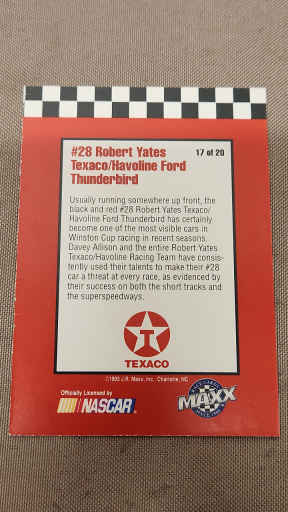 #28 Robert Yates
Texaco/Havoline Ford
Thunderbird
17 of 20
Usually running somewhere up front, the
black and red #28 Robert Yates Texaco/
Havoline Ford Thunderbird has certainly
become one of the most visible cars in
Winston Cup racing in recent seasons.
Davey Allison and the entire Robert Yates
Texaco/Havoline Racing Team have consis-
tently used their talents to make their #28
car a threat at every race, as evidenced by
their success on both the short tracks and
the superspeedways.
T
TEXACO
J.R. Maxx, Inc. Charlotte, NC
Officially Licensed by
NASCAR
MAXX